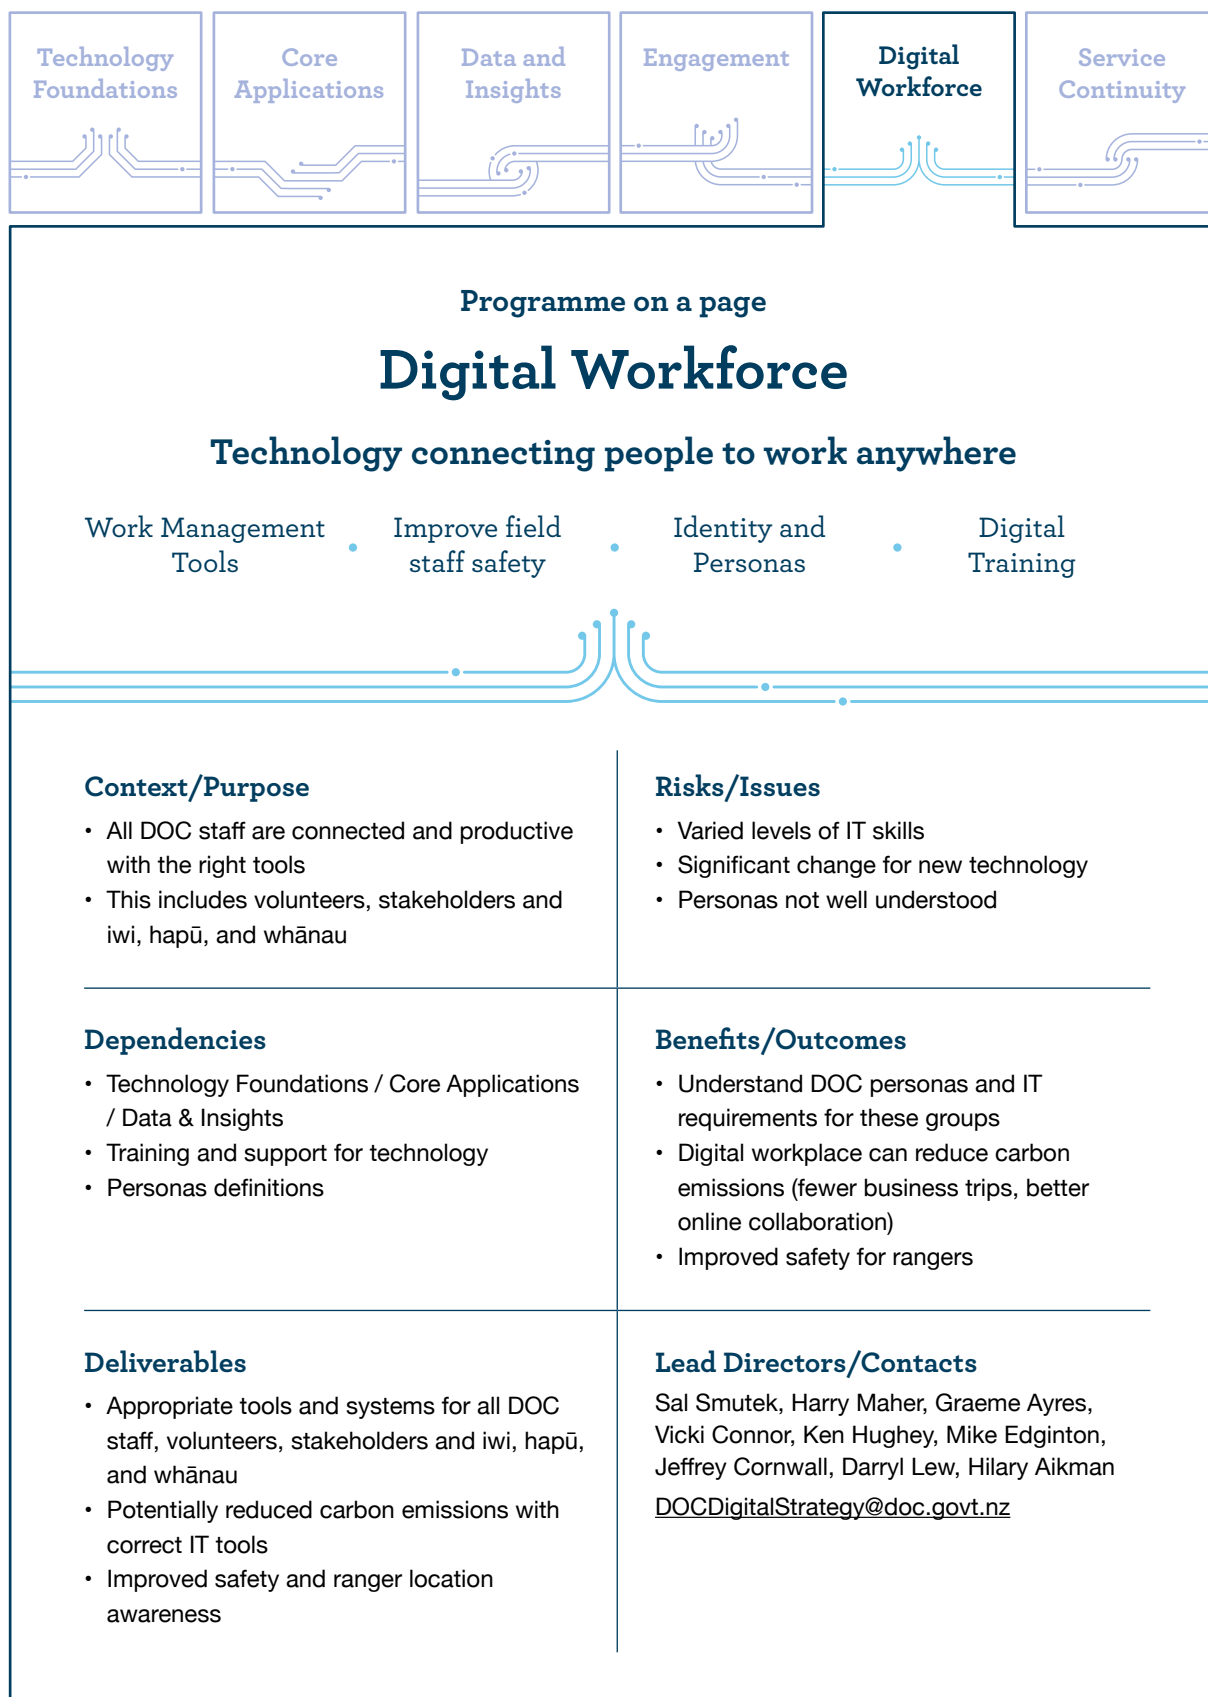 Technology
Foundations
Core
Applications
Data and
Insights
Engagement
Digital
Workforce
Service
Continuity
Programme on a page
Digital Workforce
Technology connecting people to work anywhere
Work Management
Tools
•
Improve field
staff safety
•
Identity and
Personas
•
Digital
Training
Context/Purpose
• All DOC staff are connected and productive
with the right tools
• This includes volunteers, stakeholders and
iwi, hapū, and whānau
Risks/Issues
• Varied levels of IT skills
• Significant change for new technology
• Personas not well understood
Dependencies
• Technology Foundations / Core Applications
/ Data & Insights
• Training and support for technology
• Personas definitions
Benefits/Outcomes
• Understand DOC personas and IT
requirements for these groups
• Digital workplace can reduce carbon
emissions (fewer business trips, better
online collaboration)
• Improved safety for rangers
Deliverables
• Appropriate tools and systems for all DOC
staff, volunteers, stakeholders and iwi, hapū,
and whānau
• Potentially reduced carbon emissions with
correct IT tools
• Improved safety and ranger location
awareness
Lead Directors/Contacts
Sal Smutek, Harry Maher, Graeme Ayres,
Vicki Connor, Ken Hughey, Mike Edginton,
Jeffrey Cornwall, Darryl Lew, Hilary Aikman
DOCDigitalStrategy@doc.govt.nz